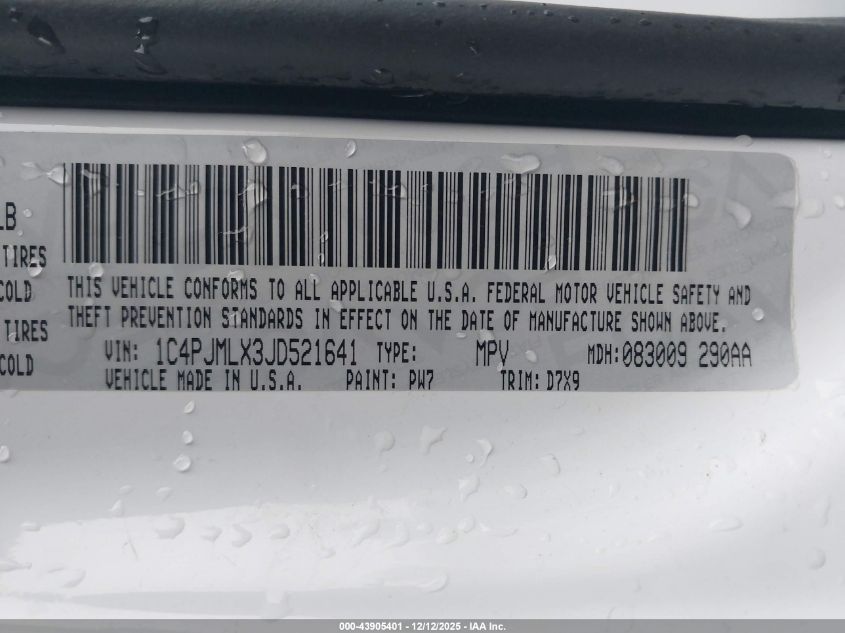 LB
TIRES
COLD
TIRES
COLD
THIS VEHICLE CONFORMS TO ALL APPLICABLE U.S.A. FEDERAL MOTOR VEHICLE SAFETY AND
THEFT PREVENTION STANDARDS IN EFFECT ON THE DATE OF MANUFACTURE SHOWN ABOVE.
VIN: 1C4PJMLX3JD521641 TYPE: MPV MDH:083009 290AA
VEHICLE MADE IN U.S.A. PAINT: PW7 TRIM: D7X9
000-43905401 - 12/12/2025 - IAA Inc.